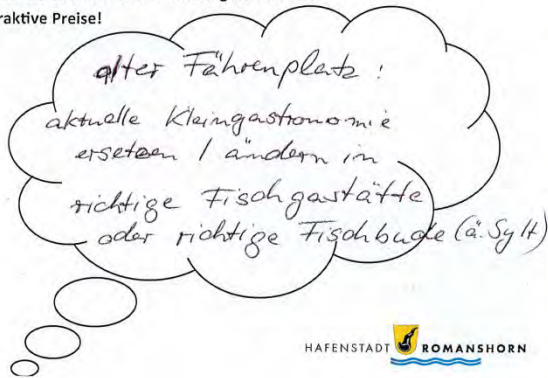 raktive Preise!
alter Fährenplatz :
aktuelle Kleingastronomie
ersetzen / ändern in
richtige Fischgaststätte
oder richtige Fischbude (ä. Sylt)
HAFENSTADT ROMANSHORN